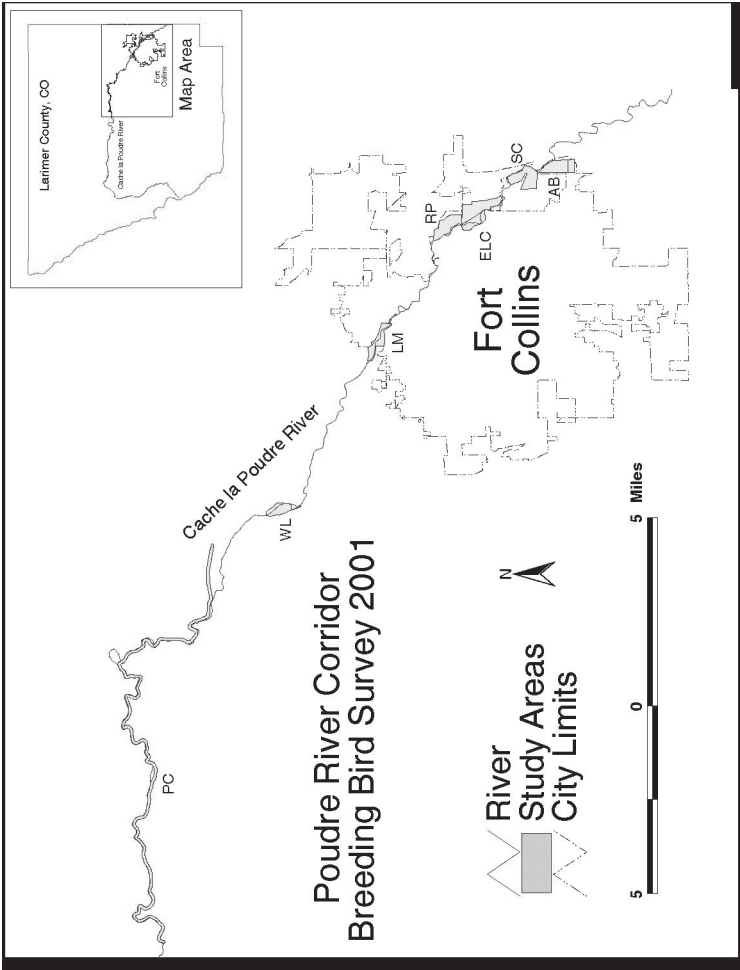 Larimer County, CO
Cache la Poudre River
Fort
Collins
Map Area
PC
Cache la Poudre River
WL
LM
RP
ELC
SC
AB
Fort
Collins
Poudre River Corridor
Breeding Bird Survey 2001
N
River
Study Areas
City Limits
5 0 5 Miles